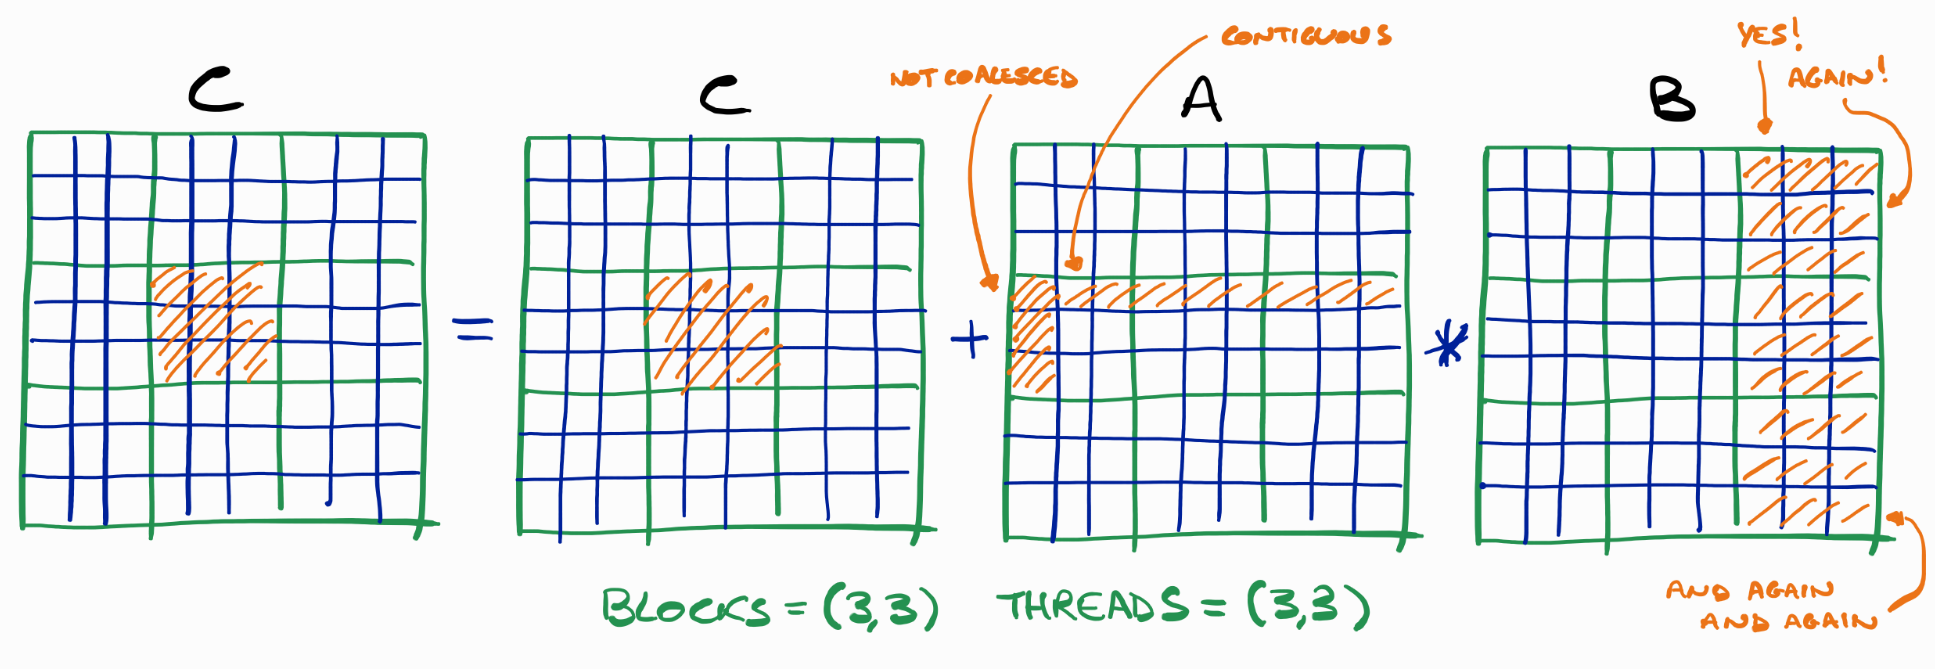 C
=
C
+
A
*
B
NOT COALESCED
CONTIGUOUS
YES!
AGAIN!
AND AGAIN
AND AGAIN
BLOCKS = (3,3) THREADS = (3,3)